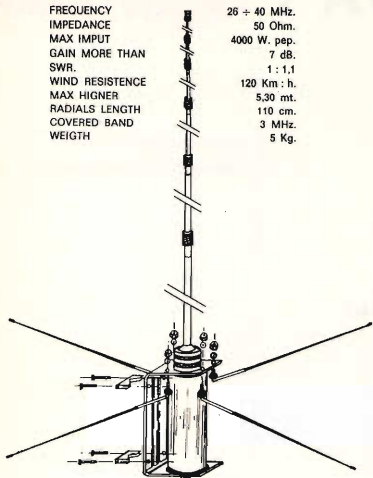 FREQUENCY 26 ÷ 40 MHz.
IMPEDANCE 50 Ohm.
MAX IMPUT 4000 W. pep.
GAIN MORE THAN 7 dB.
SWR. 1 : 1,1
WIND RESISTENCE 120 Km : h.
MAX HIGNER 5,30 mt.
RADIALS LENGTH 110 cm.
COVERED BAND 3 MHz.
WEIGTH 5 Kg.